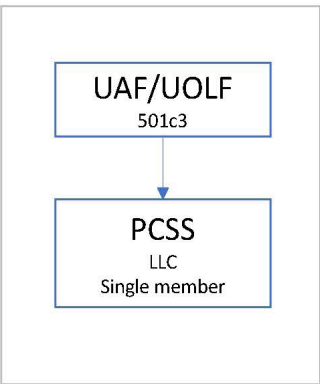 UAF/UOLF
501c3
PCSS
LLC
Single member